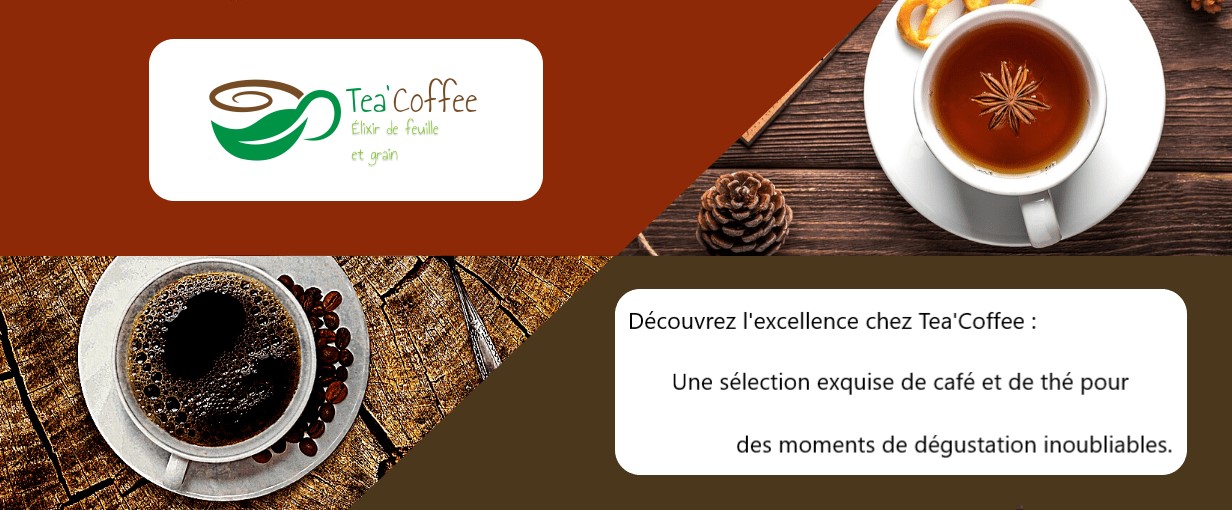 Tea'Coffee
Élixir de feuille
et grain
Découvrez l'excellence chez Tea'Coffee :
Une sélection exquise de café et de thé pour
des moments de dégustation inoubliables.